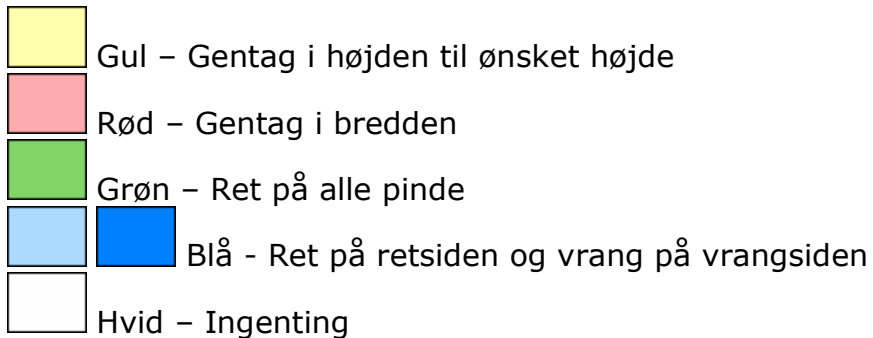 Gul – Gentag i højden til ønsket højde
Rød – Gentag i bredden
Grøn – Ret på alle pinde
Blå - Ret på retsiden og vrang på vrangsiden
Hvid – Ingenting